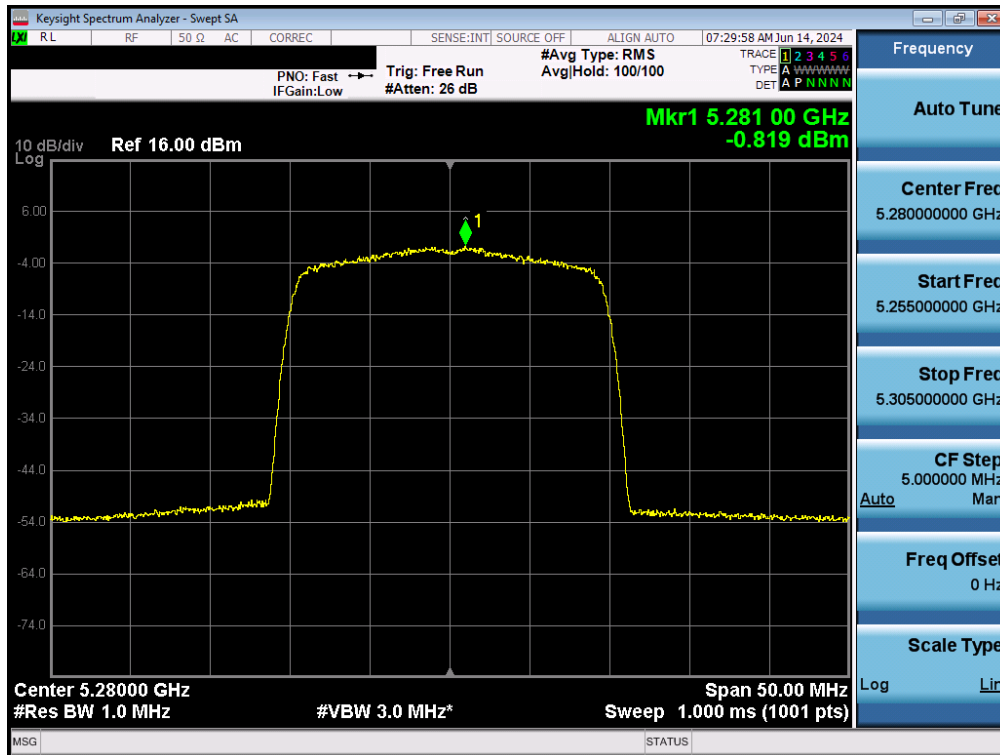 Keysight Spectrum Analyzer - Swept SA
LXI RL RF 50 Ω AC CORREC SENSE:INT SOURCE OFF ALIGN AUTO 07:29:58 AM Jun 14, 2024
PNO: Fast
IFGain:Low
Trig: Free Run
#Atten: 26 dB
#Avg Type: RMS
Avg|Hold: 100/100
TRACE 1 2 3 4 5 6
TYPE A WWWWW
DET A P N N N N
Mkr1 5.281 00 GHz
-0.819 dBm
10 dB/div Ref 16.00 dBm
Log
1
6.00
-4.00
-14.0
-24.0
-34.0
-44.0
-54.0
-64.0
-74.0
Center 5.28000 GHz Span 50.00 MHz
#Res BW 1.0 MHz #VBW 3.0 MHz* Sweep 1.000 ms (1001 pts)
MSG STATUS
Frequency
Auto Tune
Center Freq
5.280000000 GHz
Start Freq
5.255000000 GHz
Stop Freq
5.305000000 GHz
CF Step
5.000000 MHz
Auto Man
Freq Offset
0 Hz
Scale Type
Log Lin